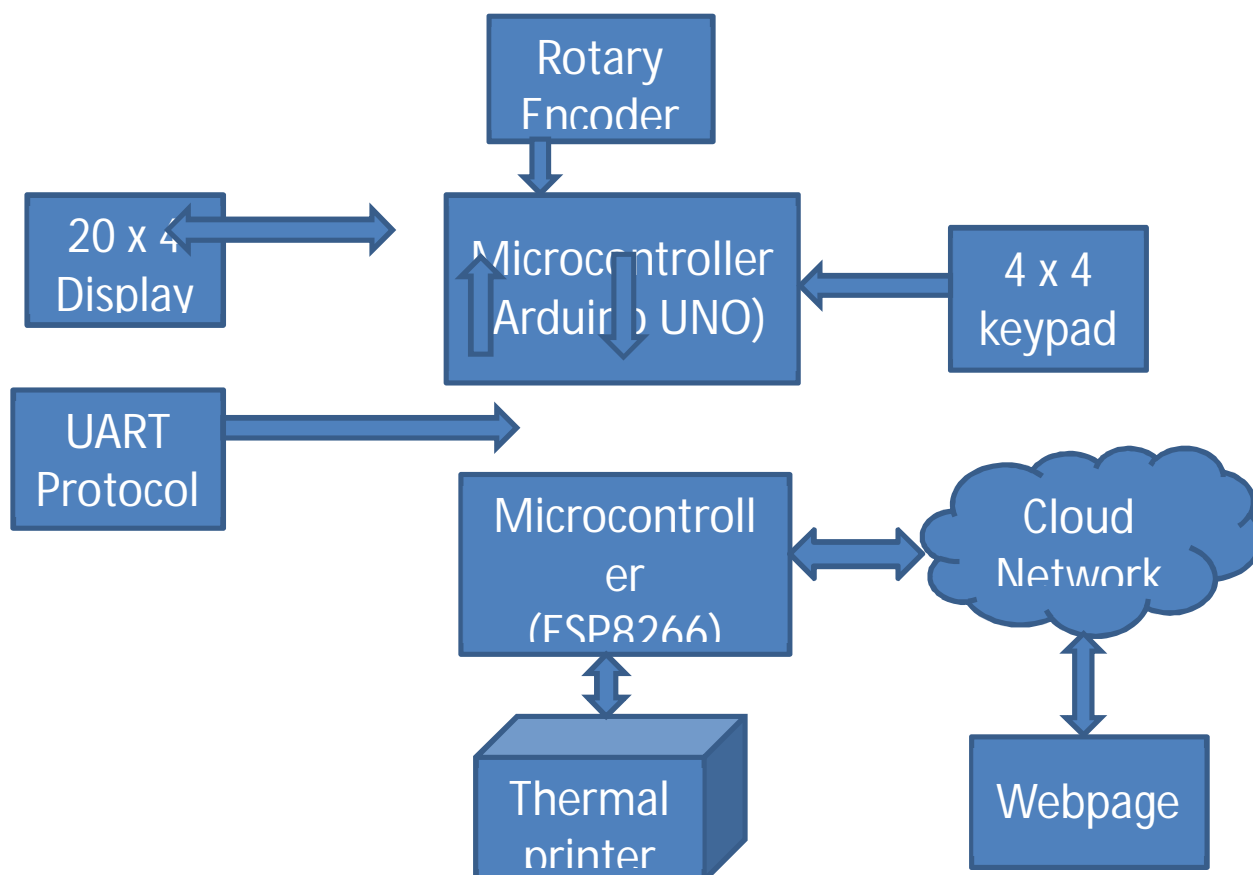 Rotary
Encoder
20 x 4
Display
Microcontroller
Arduino UNO)
4 x 4
keypad
UART
Protocol
Microcontroll
er
(ESP8266)
Cloud
Network
Thermal
printer
Webpage